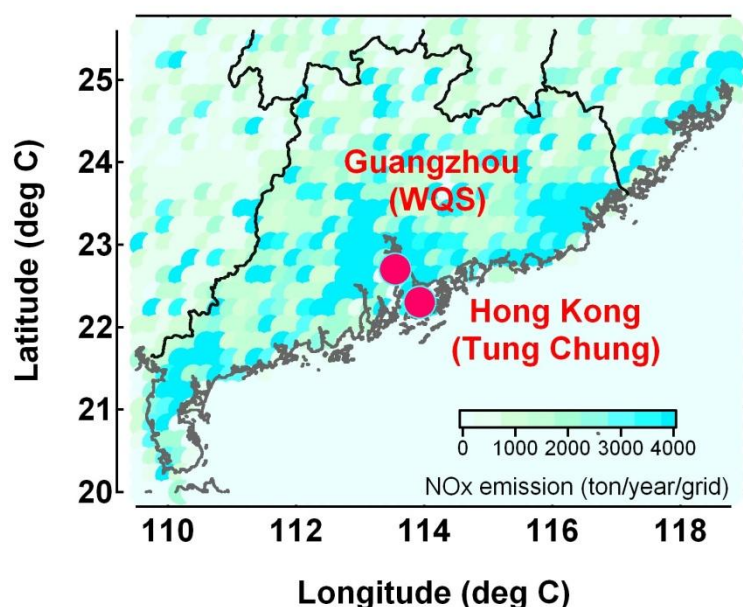 25
24
23
22
21
20
Latitude (deg C)
Guangzhou
(WQS)
Hong Kong
(Tung Chung)
0 1000 2000 3000 4000
NOx emission (ton/year/grid)
110 112 114 116 118
Longitude (deg C)